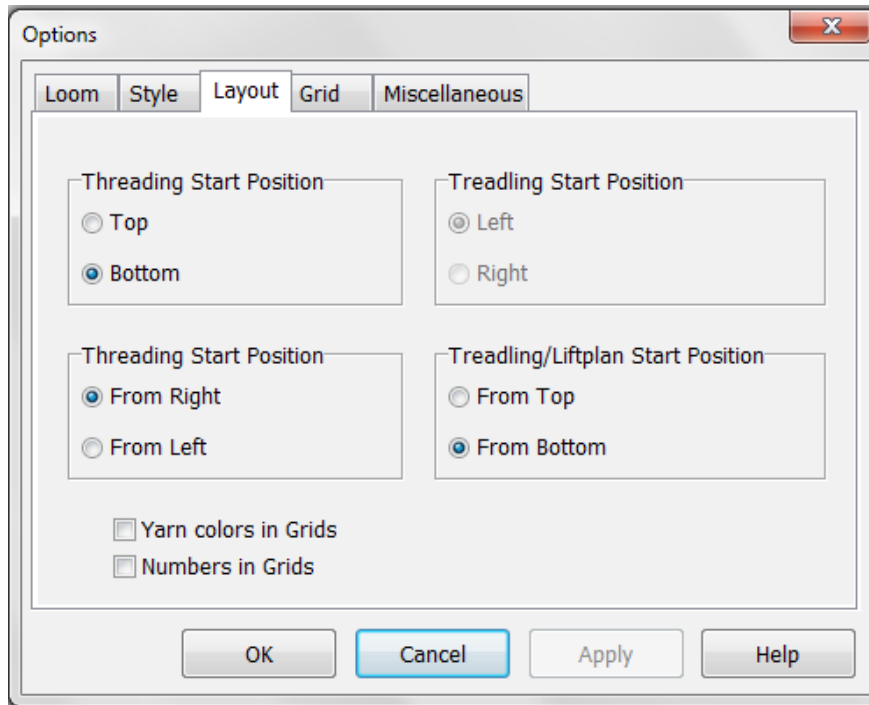 Options
Loom Style Layout Grid Miscellaneous
Threading Start Position
Top
Bottom
Treadling Start Position
Left
Right
Threading Start Position
From Right
From Left
Treadling/Liftplan Start Position
From Top
From Bottom
Yarn colors in Grids
Numbers in Grids
OK Cancel Apply Help